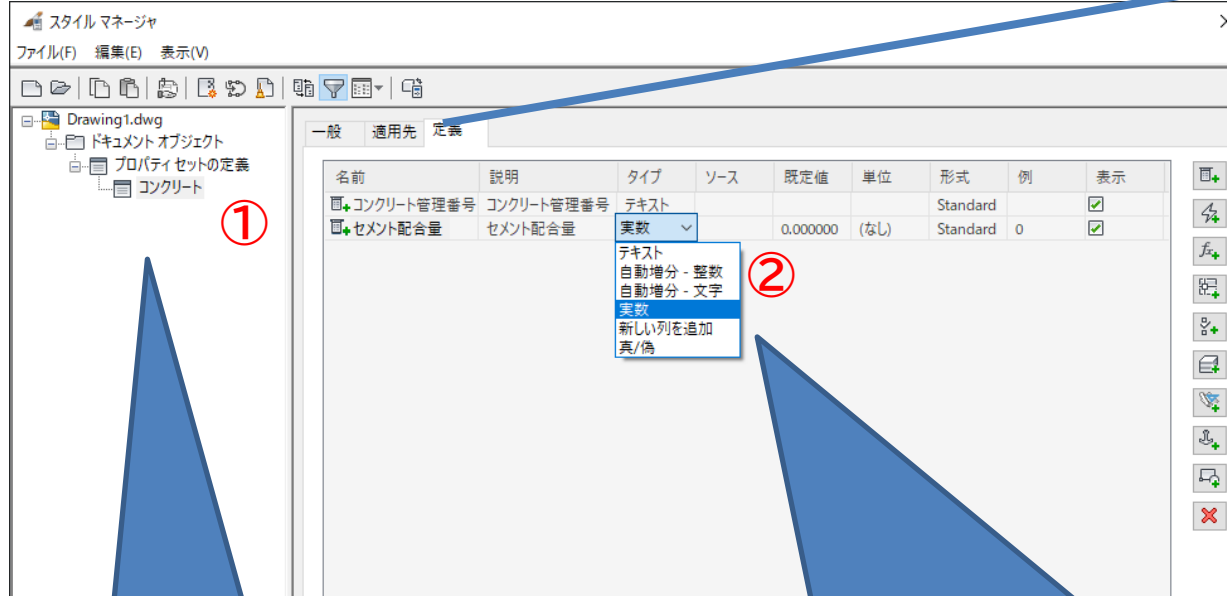 スタイル マネージャ
ファイル(F) 編集(E) 表示(V)
Drawing1.dwg
ドキュメント オブジェクト
プロパティ セットの定義
コンクリート
①
一般 適用先 定義
名前 説明 タイプ ソース 既定値 単位 形式 例 表示
コンクリート管理番号 コンクリート管理番号 テキスト Standard
セメント配合量 セメント配合量 実数 0.000000 (なし) Standard 0
テキスト
自動増分 - 整数
自動増分 - 文字
実数
新しい列を追加
真/偽
②